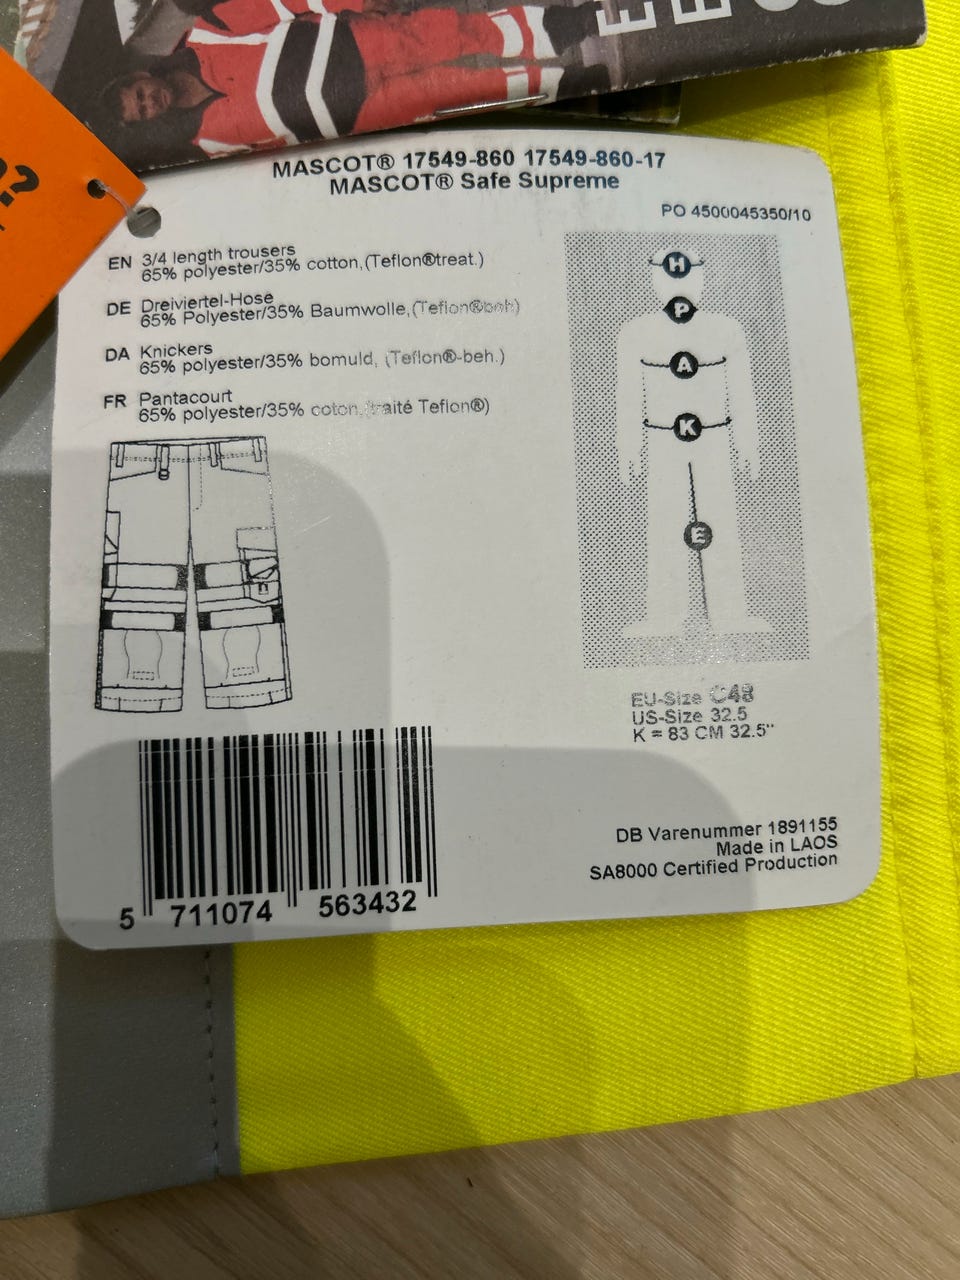 MASCOT® 17549-860 17549-860-17
MASCOT® Safe Supreme
PO 4500045350/10
EN 3/4 length trousers
65% polyester/35% cotton,(Teflon®treat.)
DE Dreiviertel-Hose
65% Polyester/35% Baumwolle,(Teflon®beh)
DA Knickers
65% polyester/35% bomuld, (Teflon®-beh.)
FR Pantacourt
65% polyester/35% coton,(traité Teflon®)
H
P
A
K
E
EU-Size C48
US-Size 32.5
K = 83 CM 32.5"
DB Varenummer 1891155
Made in LAOS
SA8000 Certified Production
5 711074 563432